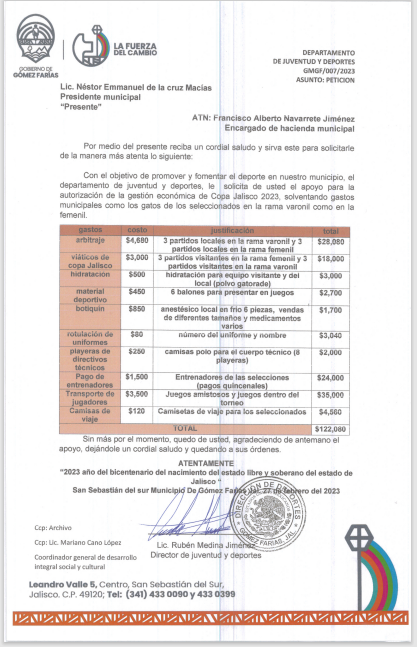 GOBIERNO DE
GÓMEZ FARÍAS
LA FUERZA
DEL CAMBIO
DEPARTAMENTO
DE JUVENTUD Y DEPORTES
GMGF/007/2023
ASUNTO: PETICION
Lic. Néstor Emmanuel de la cruz Macías
Presidente municipal
"Presente"
ATN: Francisco Alberto Navarrete Jiménez
Encargado de hacienda municipal
Por medio del presente reciba un cordial saludo y sirva este para solicitarle
de la manera más atenta lo siguiente:
Con el objetivo de promover y fomentar el deporte en nuestro municipio, el
departamento de juventud y deportes, le solicita de usted el apoyo para la
autorización de la gestión económica de Copa Jalisco 2023, solventando gastos
municipales como los gatos de los seleccionados en la rama varonil como en la
femenil.
gastos costo justificación total
arbitraje $4,680 3 partidos locales en la rama varonil y 3 partidos locales en la rama femenil $28,080
viáticos de copa Jalisco $3,000 3 partidos visitantes en la rama femenil y 3 partidos visitantes en la rama varonil $18,000
hidratación $500 hidratación para equipo visitante y del local (polvo gatorade) $3,000
material deportivo $450 6 balones para presentar en juegos $2,700
botiquín $850 anestésico local en frio 6 piezas, vendas de diferentes tamaños y medicamentos varios $1,700
rotulación de uniformes $80 número del uniforme y nombre $3,040
playeras de directivos técnicos $250 camisas polo para el cuerpo técnico (8 playeras) $2,000
Pago de entrenadores $1,500 Entrenadores de las selecciones (pagos quincenales) $24,000
Transporte de jugadores $3,500 Juegos amistosos y juegos dentro del torneo $35,000
Camisas de viaje $120 Camisetas de viaje para los seleccionados $4,560
TOTAL $122,080
Sin más por el momento, quedo de usted, agradeciendo de antemano el
apoyo, dejándole un cordial saludo y quedando a sus órdenes.
ATENTAMENTE
"2023 año del bicentenario del nacimiento del estado libre y soberano del estado de
Jalisco "
San Sebastián del sur Municipio De Gómez Farías Jal. 27 de febrero del 2023
DIRECCIÓN DE DEPORTES
GÓMEZ FARIAS, JAL.
Ccp: Archivo
Ccp: Lic. Mariano Cano López
Coordinador general de desarrollo
Integral social y cultural
Lic. Rubén Medina Jiménez
Director de juventud y deportes
Leandro Valle 5, Centro, San Sebastián del Sur,
Jalisco. C.P. 49120; Tel: (341) 433 0090 y 433 0399